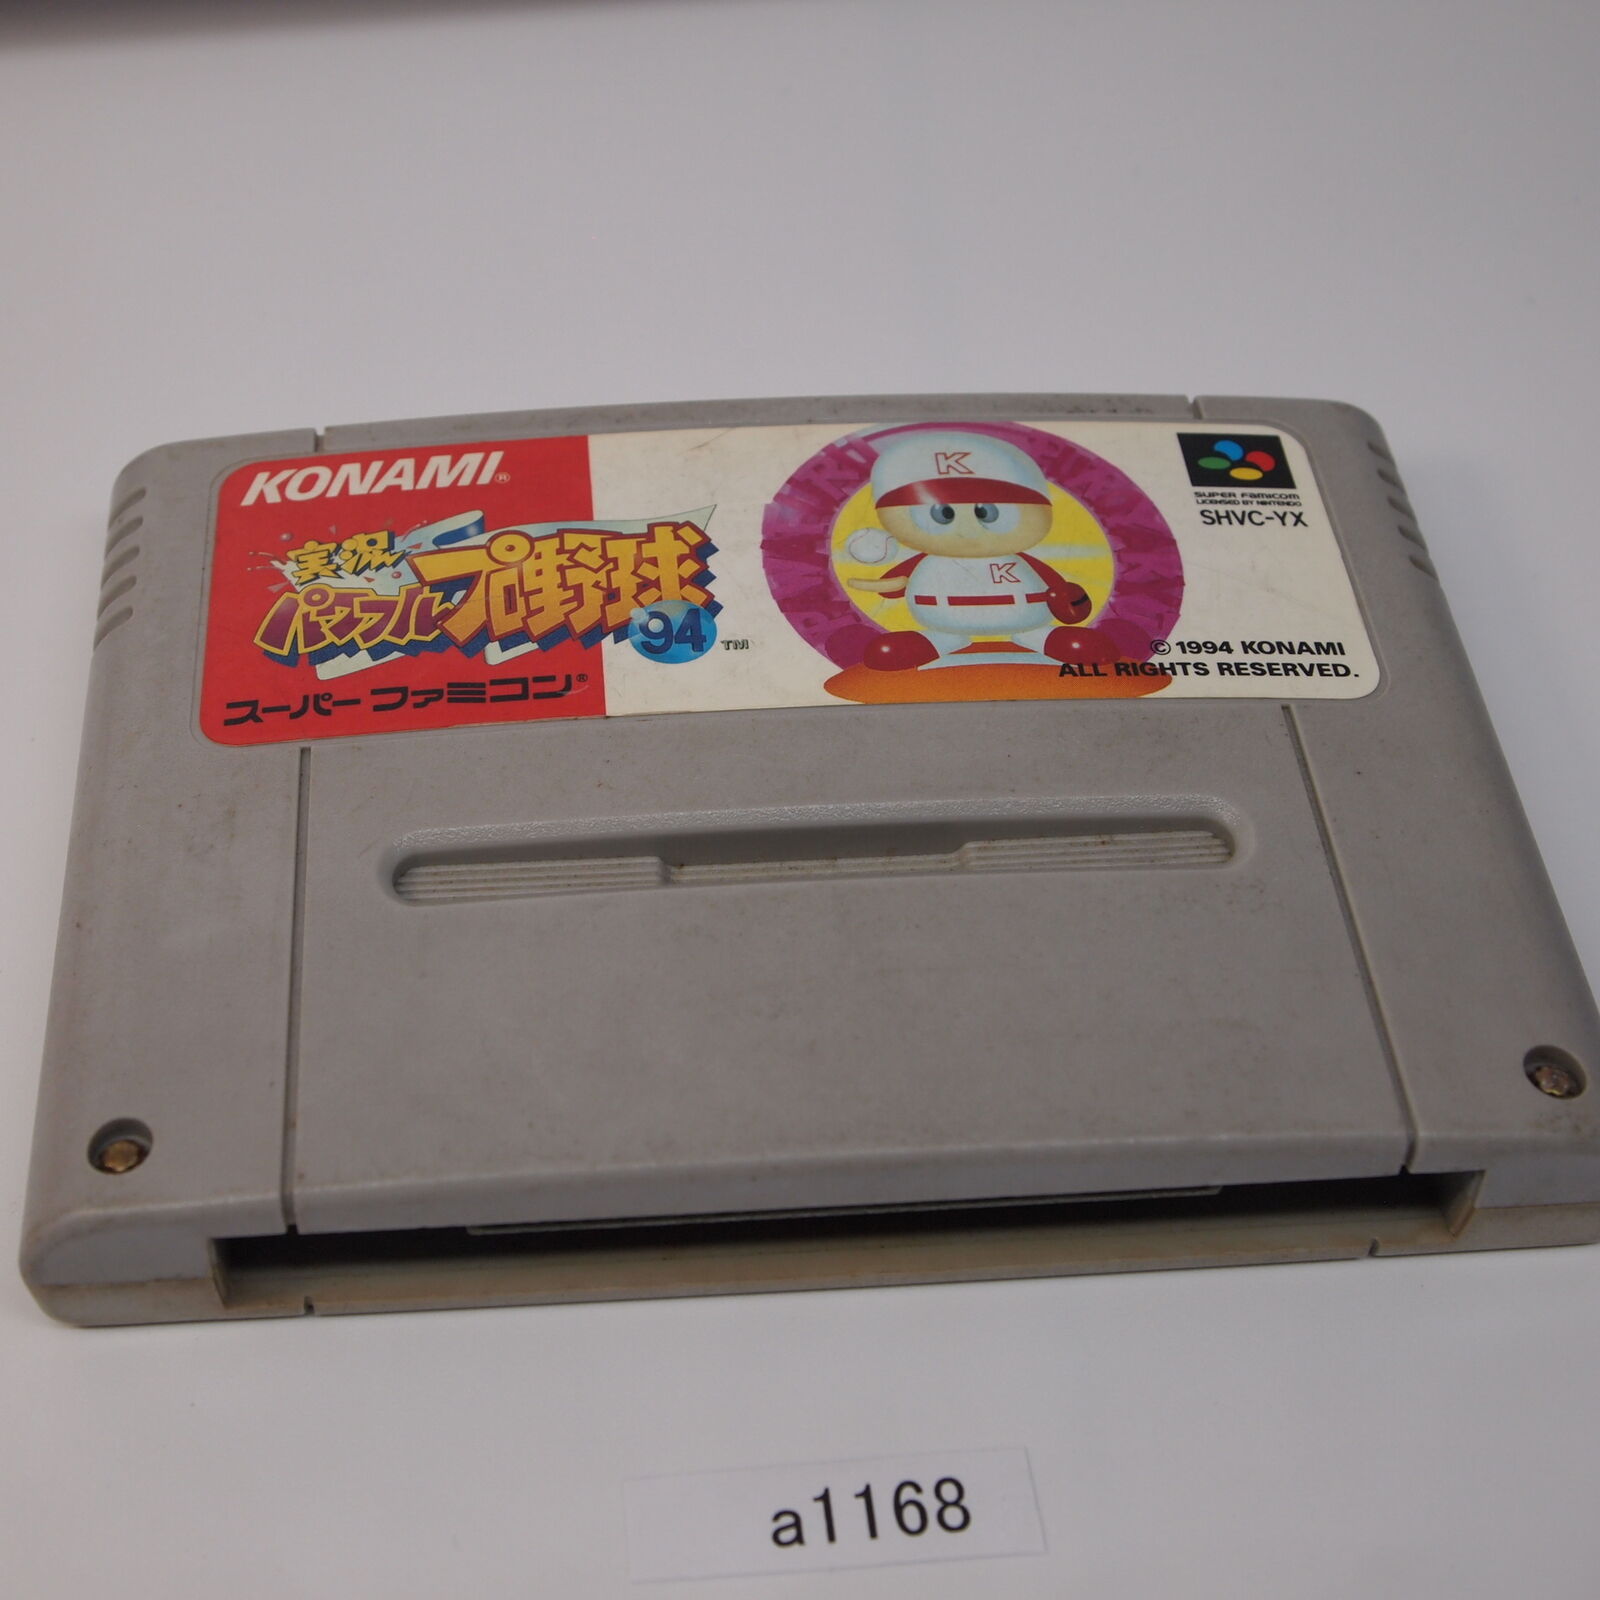 KONAMI®
実況
パワフルプロ野球
94 TM
スーパーファミコン®
K
K
SUPER FAMICOM
LICENSED BY NINTENDO
SHVC-YX
© 1994 KONAMI
ALL RIGHTS RESERVED.
a1168